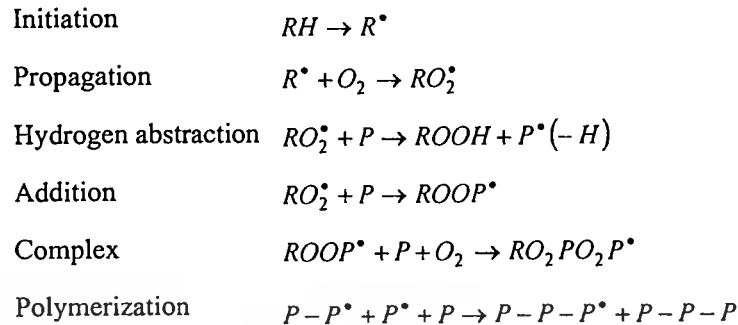 Initiation RH → R•
Propagation R• + O₂ → RO₂•
Hydrogen abstraction RO₂• + P → ROOH + P•(– H)
Addition RO₂• + P → ROOP•
Complex ROOP• + P + O₂ → RO₂PO₂P•
Polymerization P – P• + P• + P → P – P – P• + P – P – P